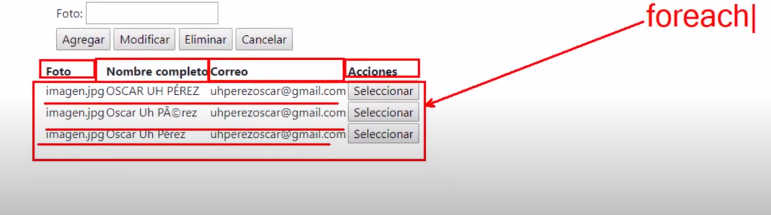 foreach
Foto:
Agregar Modificar Eliminar Cancelar
Foto Nombre completo Correo Acciones
imagen.jpg OSCAR UH PÉREZ uhperezoscar@gmail.com Seleccionar
imagen.jpg Oscar Uh PÃ©rez uhperezoscar@gmail.com Seleccionar
imagen.jpg Oscar Uh Pérez uhperezoscar@gmail.com Seleccionar